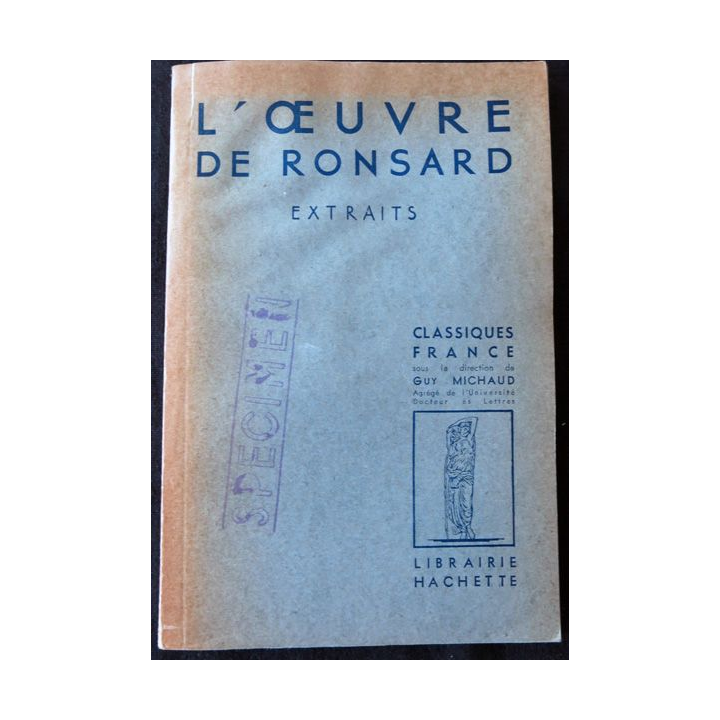 L'ŒUVRE
DE RONSARD
EXTRAITS
SPECIMEN
CLASSIQUES
FRANCE
sous la direction de
GUY MICHAUD
Agrégé de l'Université
Docteur ès Lettres
LIBRAIRIE
HACHETTE